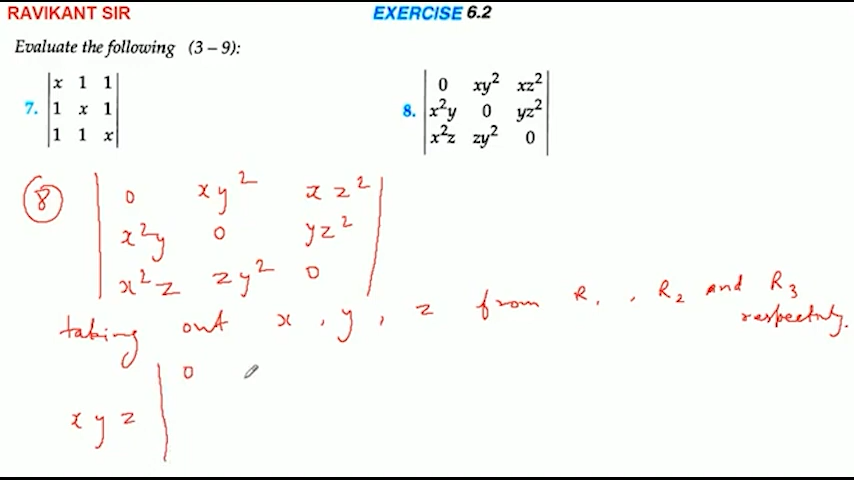 RAVIKANT SIR EXERCISE 6.2
Evaluate the following (3 – 9):
7. |x 1 1| 8. |0 xy² xz²|
|1 x 1| |x²y 0 yz²|
|1 1 x| |x²z zy² 0|
8 |0 xy² xz²|
|x²y 0 yz²|
|x²z zy² 0|
taking out x, y, z from R₁, R₂ and R₃
respectively.
xyz |0